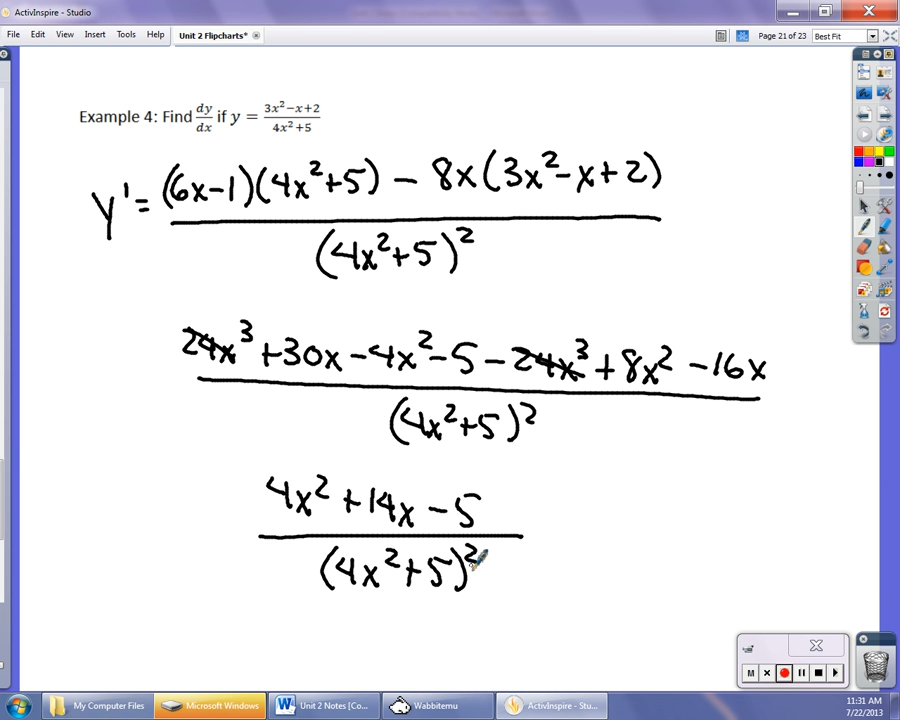 ActivInspire - Studio
File Edit View Insert Tools Help Unit 2 Flipcharts* Page 21 of 23 Best Fit
Example 4: Find dy/dx if y = (3x²−x+2)/(4x²+5)
y' = (6x-1)(4x²+5) - 8x(3x²-x+2)
(4x²+5)²
24x³ +30x -4x² -5 -24x³ +8x² -16x
(4x²+5)²
4x² +14x -5
(4x²+5)²
M
My Computer Files Microsoft Windows Unit 2 Notes [Co... Wabbitemu ActivInspire - Stu...
11:31 AM
7/22/2013